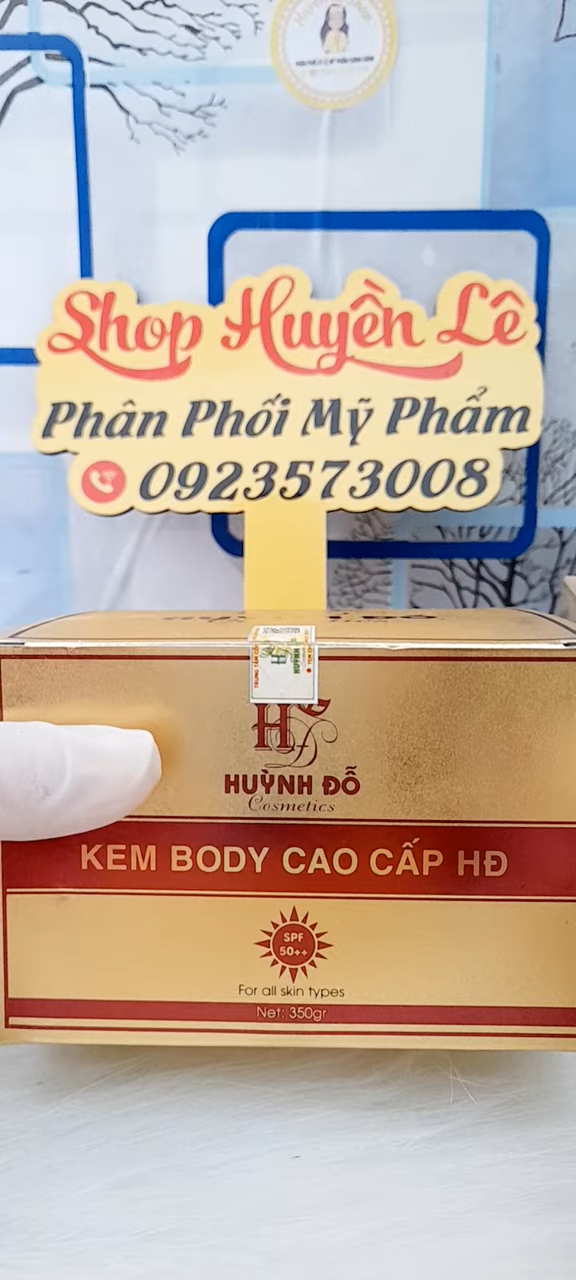 Shop Huyền Lê
Phân Phối Mỹ Phẩm
0923573008
HUỲNH ĐỖ
Cosmetics
KEM BODY CAO CẤP HĐ
SPF
50++
For all skin types
Net: 350gr